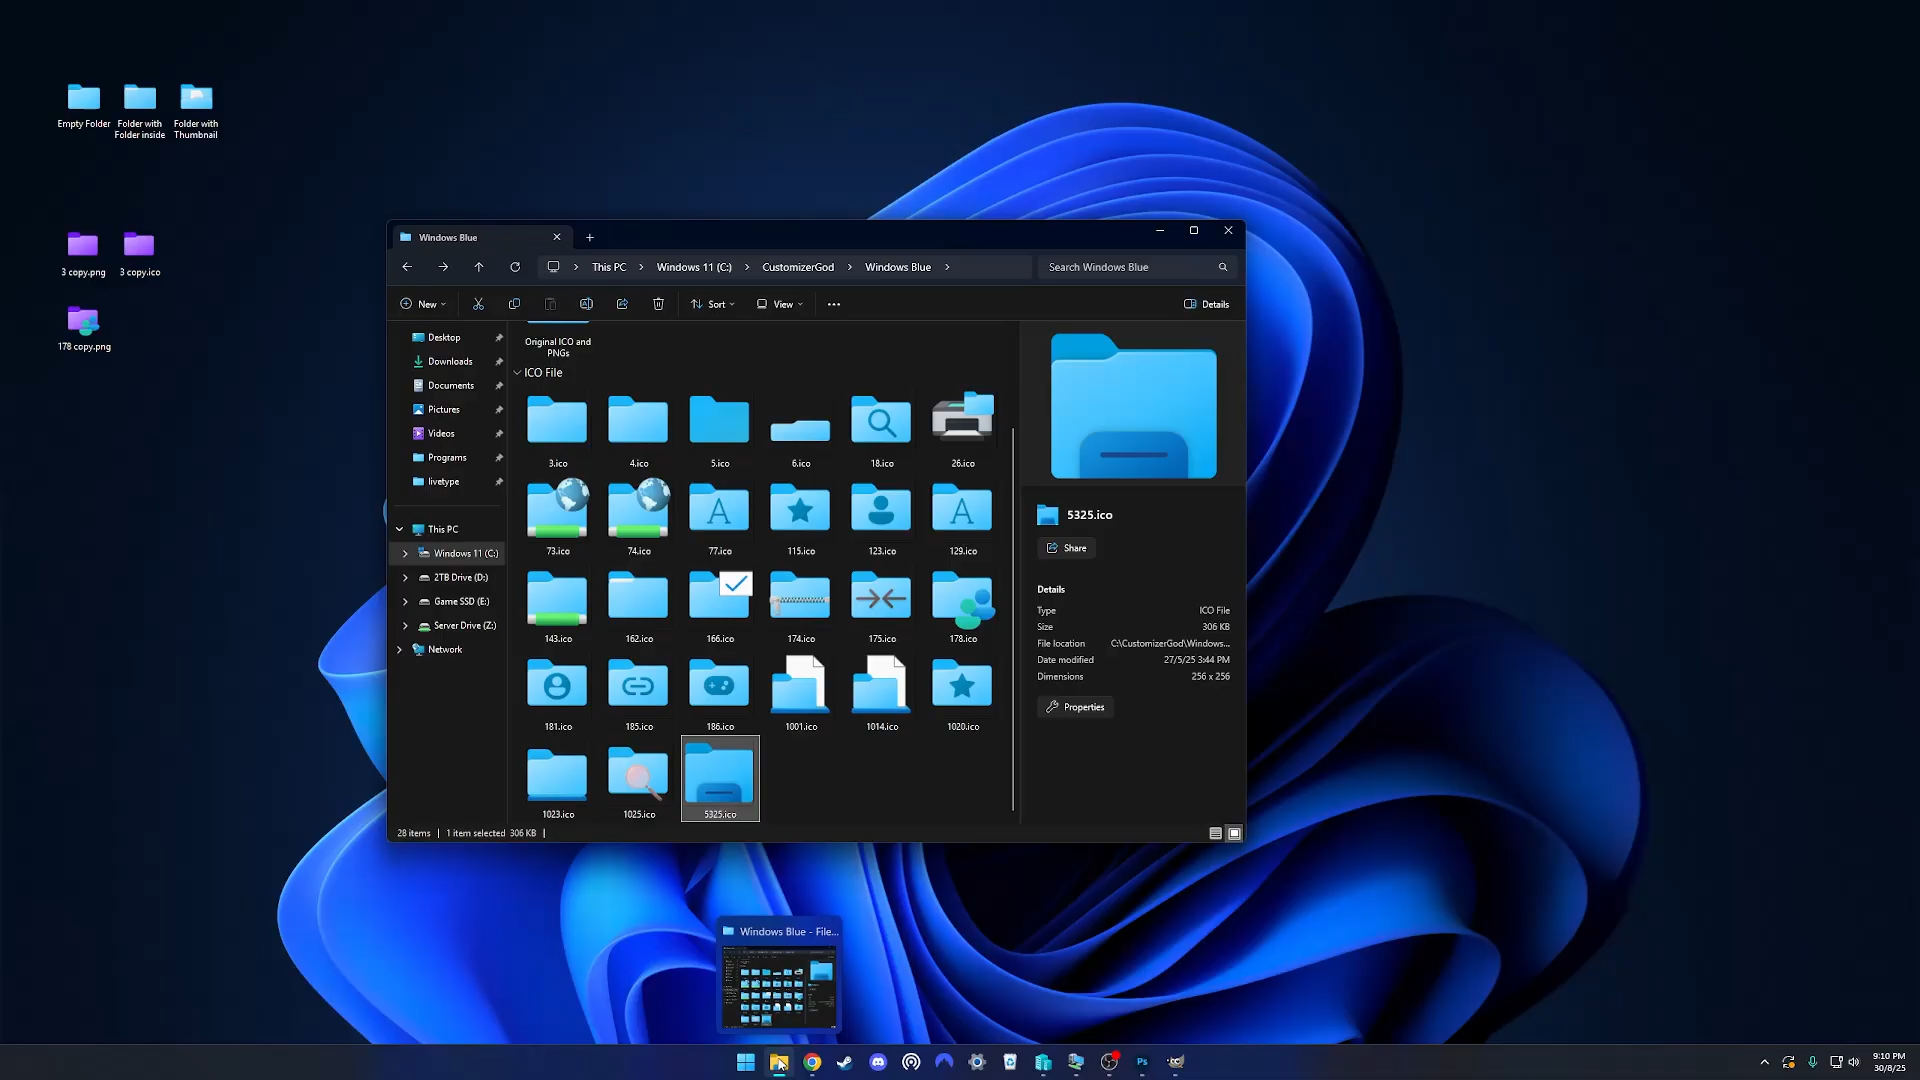 Empty Folder
Folder with
Folder inside
Folder with
Thumbnail
3 copy.png
3 copy.ico
178 copy.png
Windows Blue
This PC
Windows 11 (C:)
CustomizerGod
Windows Blue
Search Windows Blue
New
Sort
View
Details
Desktop
Downloads
Documents
Pictures
Videos
Programs
livetype
This PC
Windows 11 (C:)
2TB Drive (D:)
Game SSD (E:)
Server Drive (Z:)
Network
Original ICO and
PNGs
ICO File
3.ico
4.ico
5.ico
6.ico
18.ico
26.ico
73.ico
74.ico
77.ico
115.ico
123.ico
129.ico
143.ico
162.ico
166.ico
174.ico
175.ico
178.ico
181.ico
185.ico
186.ico
1001.ico
1014.ico
1020.ico
1023.ico
1025.ico
5325.ico
5325.ico
Share
Details
Type ICO File
Size 306 KB
File location C:\CustomizerGod\Windows...
Date modified 27/5/25 3:44 PM
Dimensions 256 x 256
Properties
28 items
1 item selected 306 KB
Windows Blue - File...
Ps
9:10 PM
30/8/25